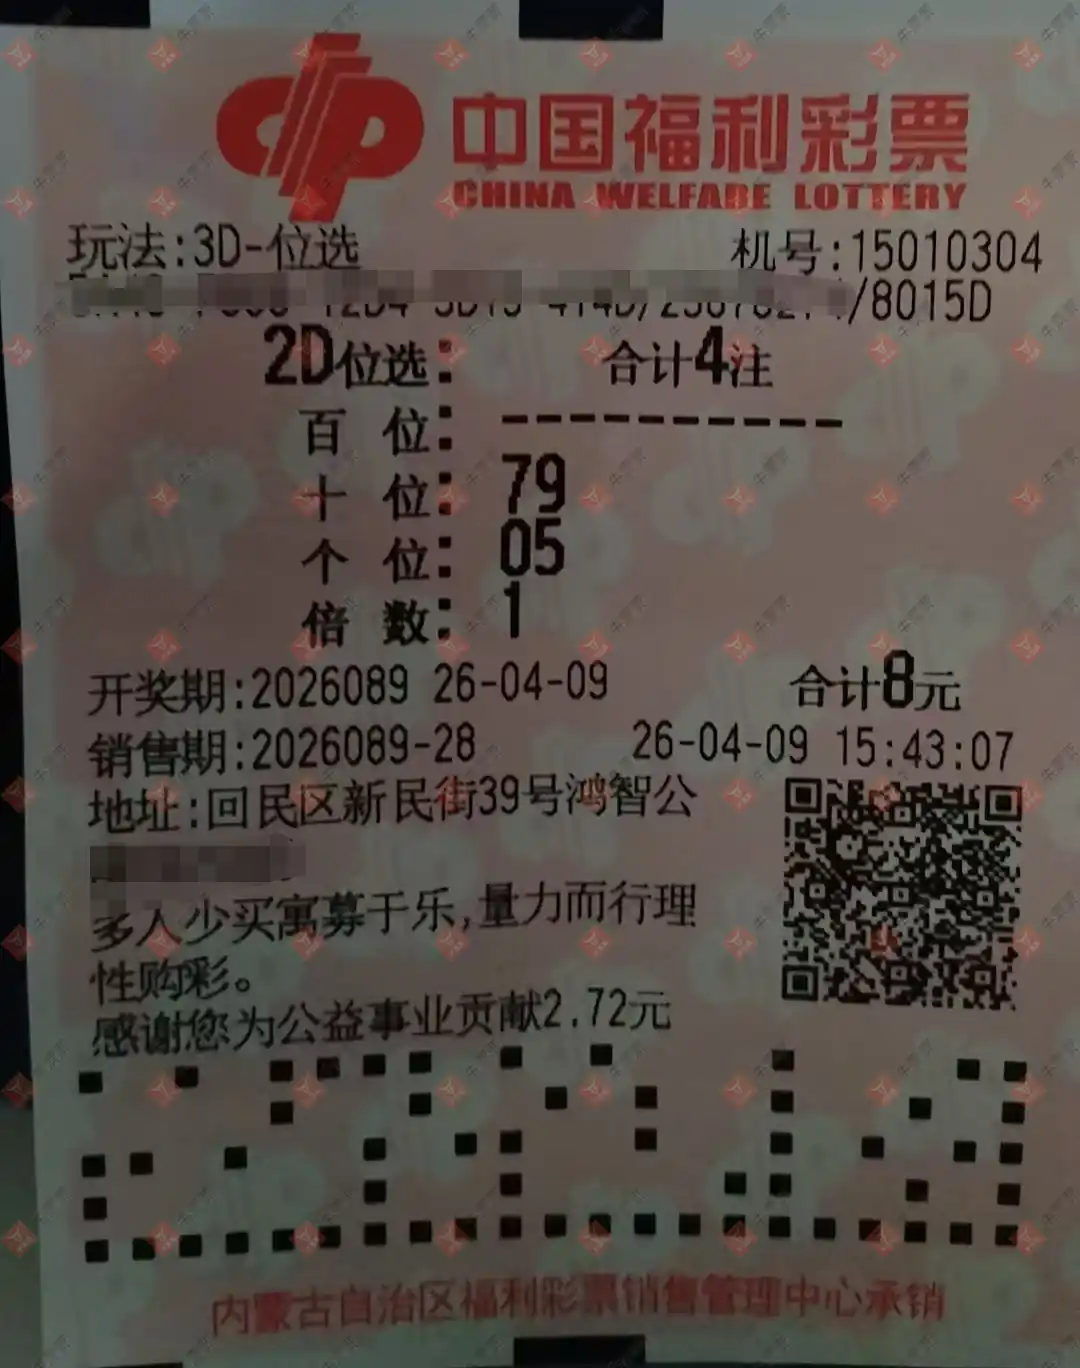 中国福利彩票
CHINA WELFARE LOTTERY
玩法:3D-位选 机号:15010304
/8015D
2D位选: 合计4注
百 位: ----------
十 位: 79
个 位: 05
倍 数: 1
开奖期:2026089 26-04-09 合计8元
销售期:2026089-28 26-04-09 15:43:07
地址:回民区新民街39号鸿智公
多人少买寓募于乐,量力而行理
性购彩。
感谢您为公益事业贡献2.72元
内蒙古自治区福利彩票销售管理中心承销